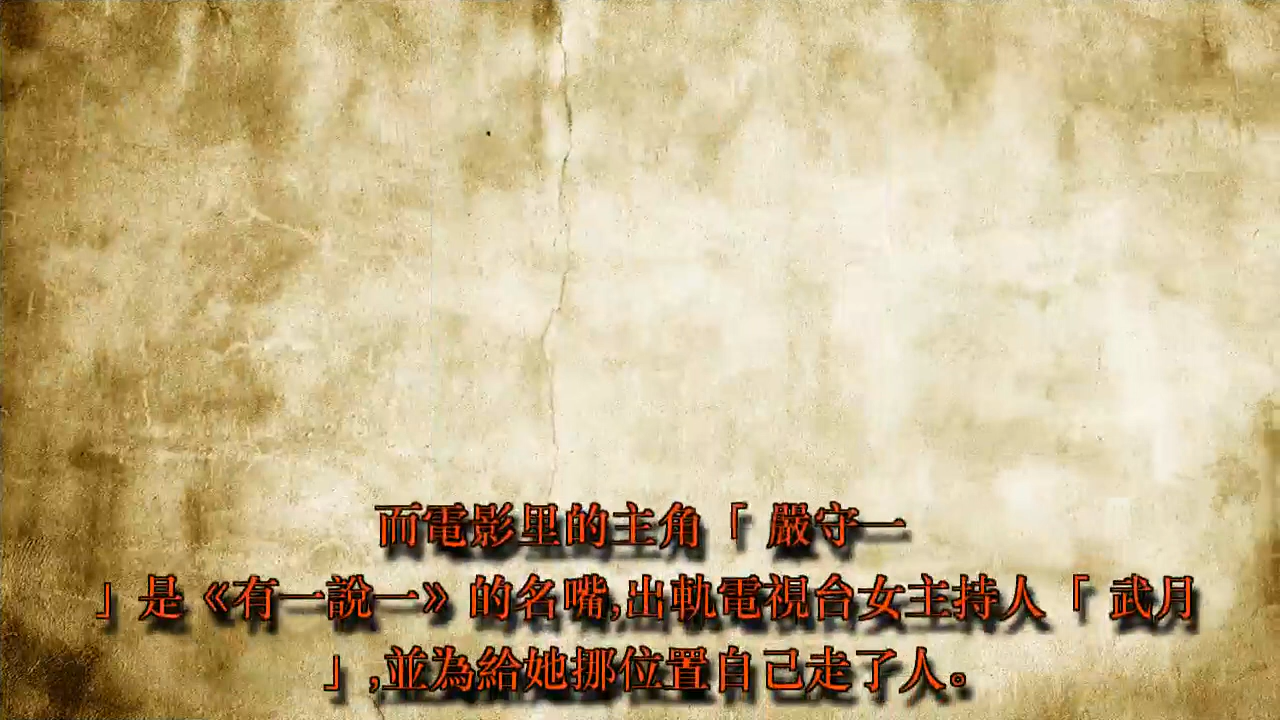 而電影里的主角「 嚴守一
」是《有一說一》的名嘴,出軌電視台女主持人「 武月
」,並為給她挪位置自己走了人。